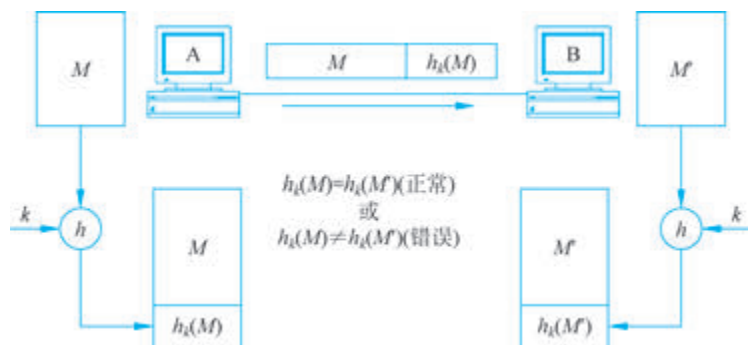 M
A
M
h_k(M)
B
M'
h_k(M)=h_k(M')(正常)
或
h_k(M)≠h_k(M')(错误)
k
h
M
h_k(M)
M'
h_k(M')
h
k